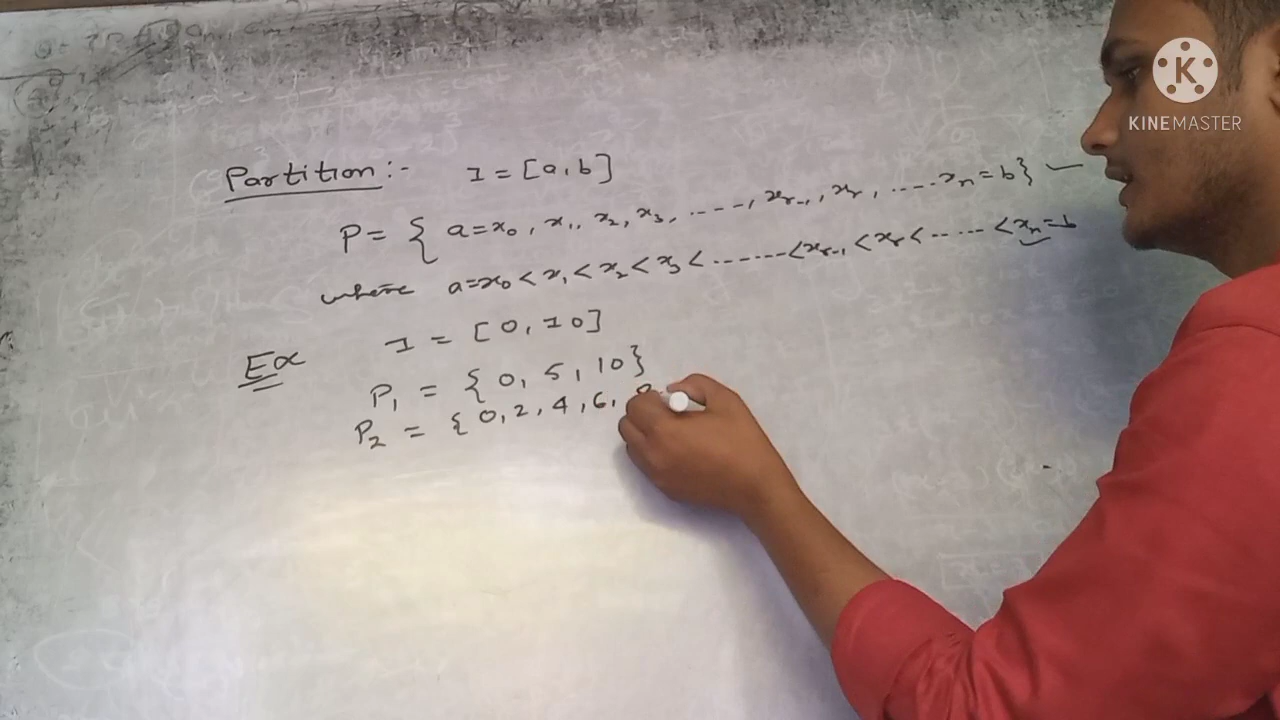 KINEMASTER
Partition:- I = [a,b]
P = { a=x₀, x₁, x₂, x₃, ....., xᵣ₋₁, xᵣ, ..... xₙ=b}
where a=x₀ < x₁ < x₂ < x₃ < ....... < xᵣ₋₁ < xᵣ < ..... < xₙ=b
Ex I = [0,10]
P₁ = {0, 5, 10}
P₂ = {0, 2, 4, 6,